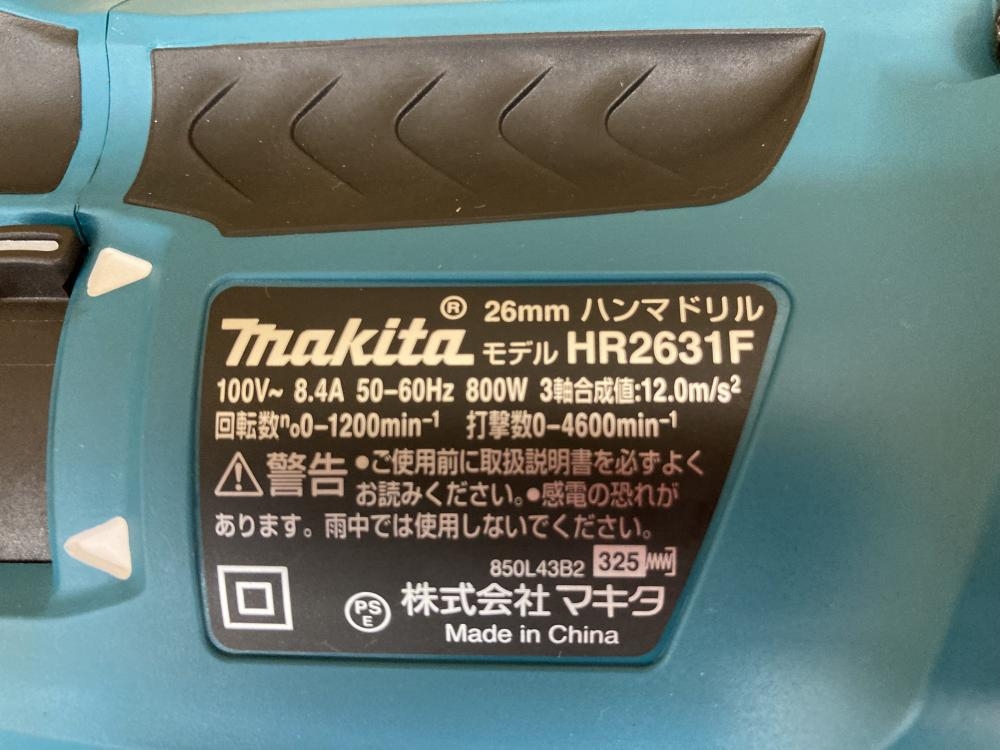 makita® 26mm ハンマドリル
モデル HR2631F
100V~ 8.4A 50-60Hz 800W 3軸合成値:12.0m/s²
回転数n₀0-1200min⁻¹ 打撃数0-4600min⁻¹
⚠警告 •ご使用前に取扱説明書を必ずよく
お読みください。•感電の恐れが
あります。雨中では使用しないでください。
850L43B2 325
PSE 株式会社 マキタ
Made in China